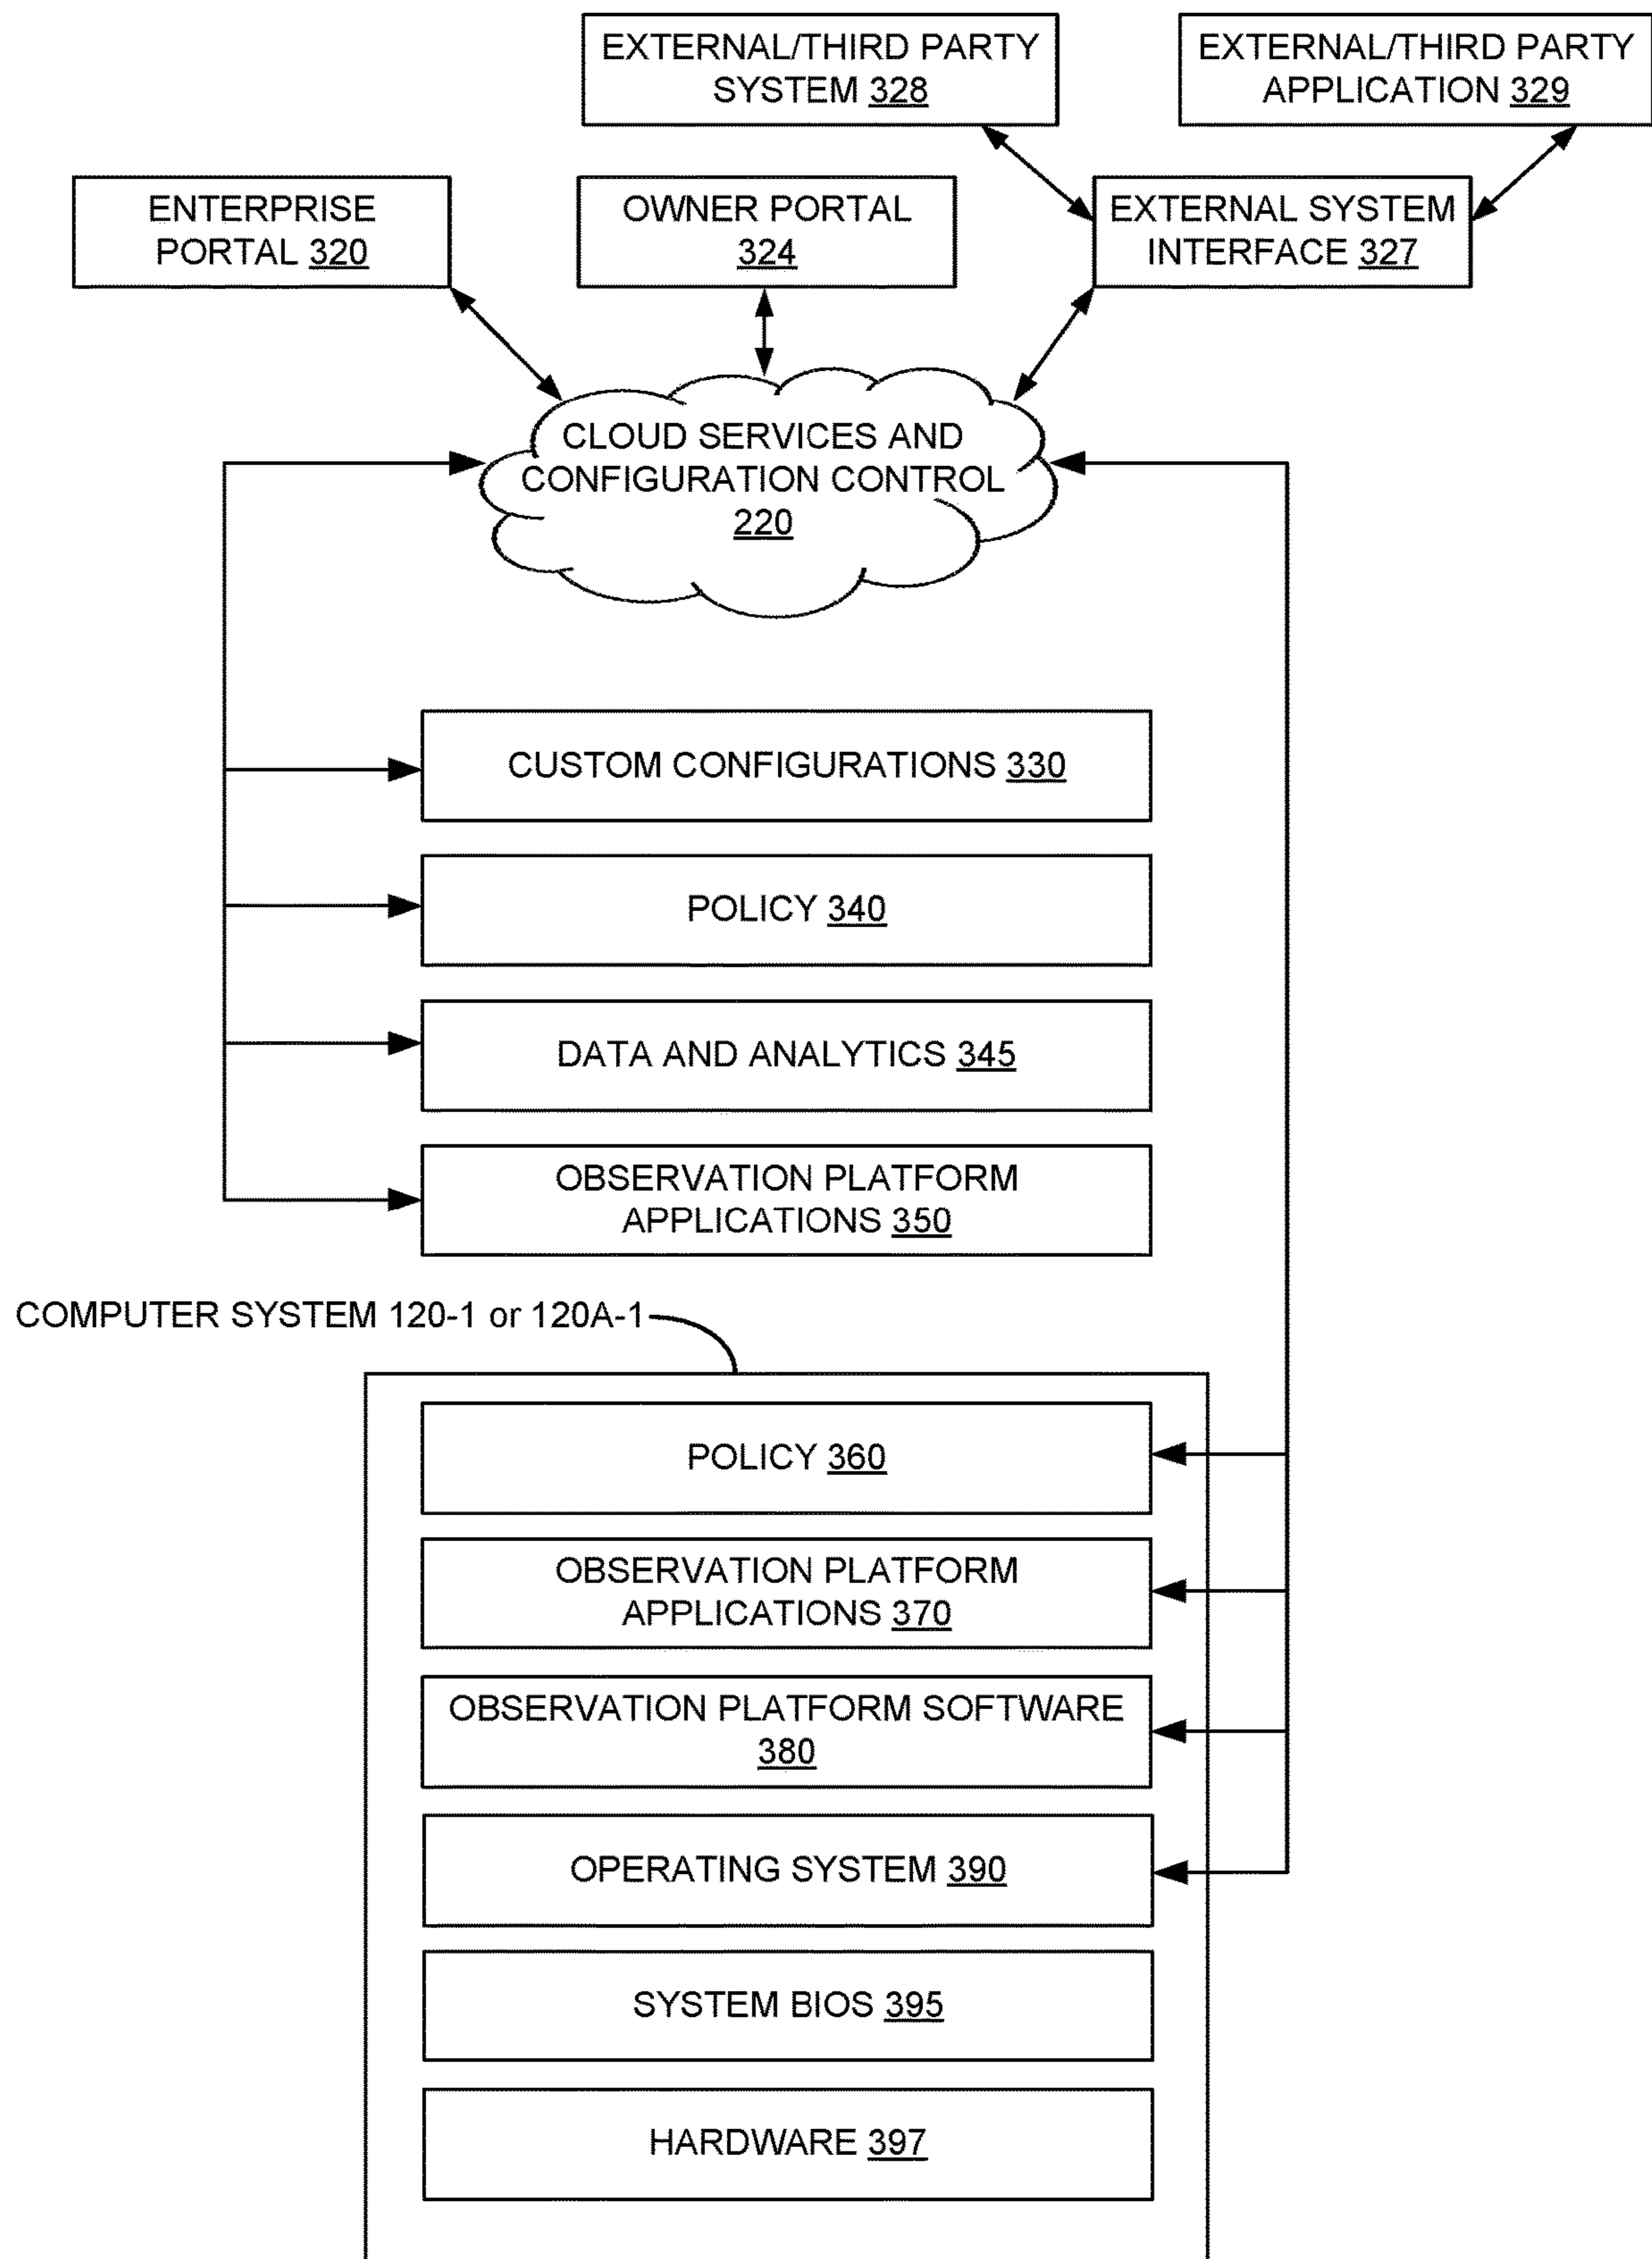 EXTERNAL/THIRD PARTY
SYSTEM 328
EXTERNAL/THIRD PARTY
APPLICATION 329
ENTERPRISE
PORTAL 320
OWNER PORTAL
324
EXTERNAL SYSTEM
INTERFACE 327
CLOUD SERVICES AND
CONFIGURATION CONTROL
220
CUSTOM CONFIGURATIONS 330
POLICY 340
DATA AND ANALYTICS 345
OBSERVATION PLATFORM
APPLICATIONS 350
COMPUTER SYSTEM 120-1 or 120A-1
POLICY 360
OBSERVATION PLATFORM
APPLICATIONS 370
OBSERVATION PLATFORM SOFTWARE
380
OPERATING SYSTEM 390
SYSTEM BIOS 395
HARDWARE 397